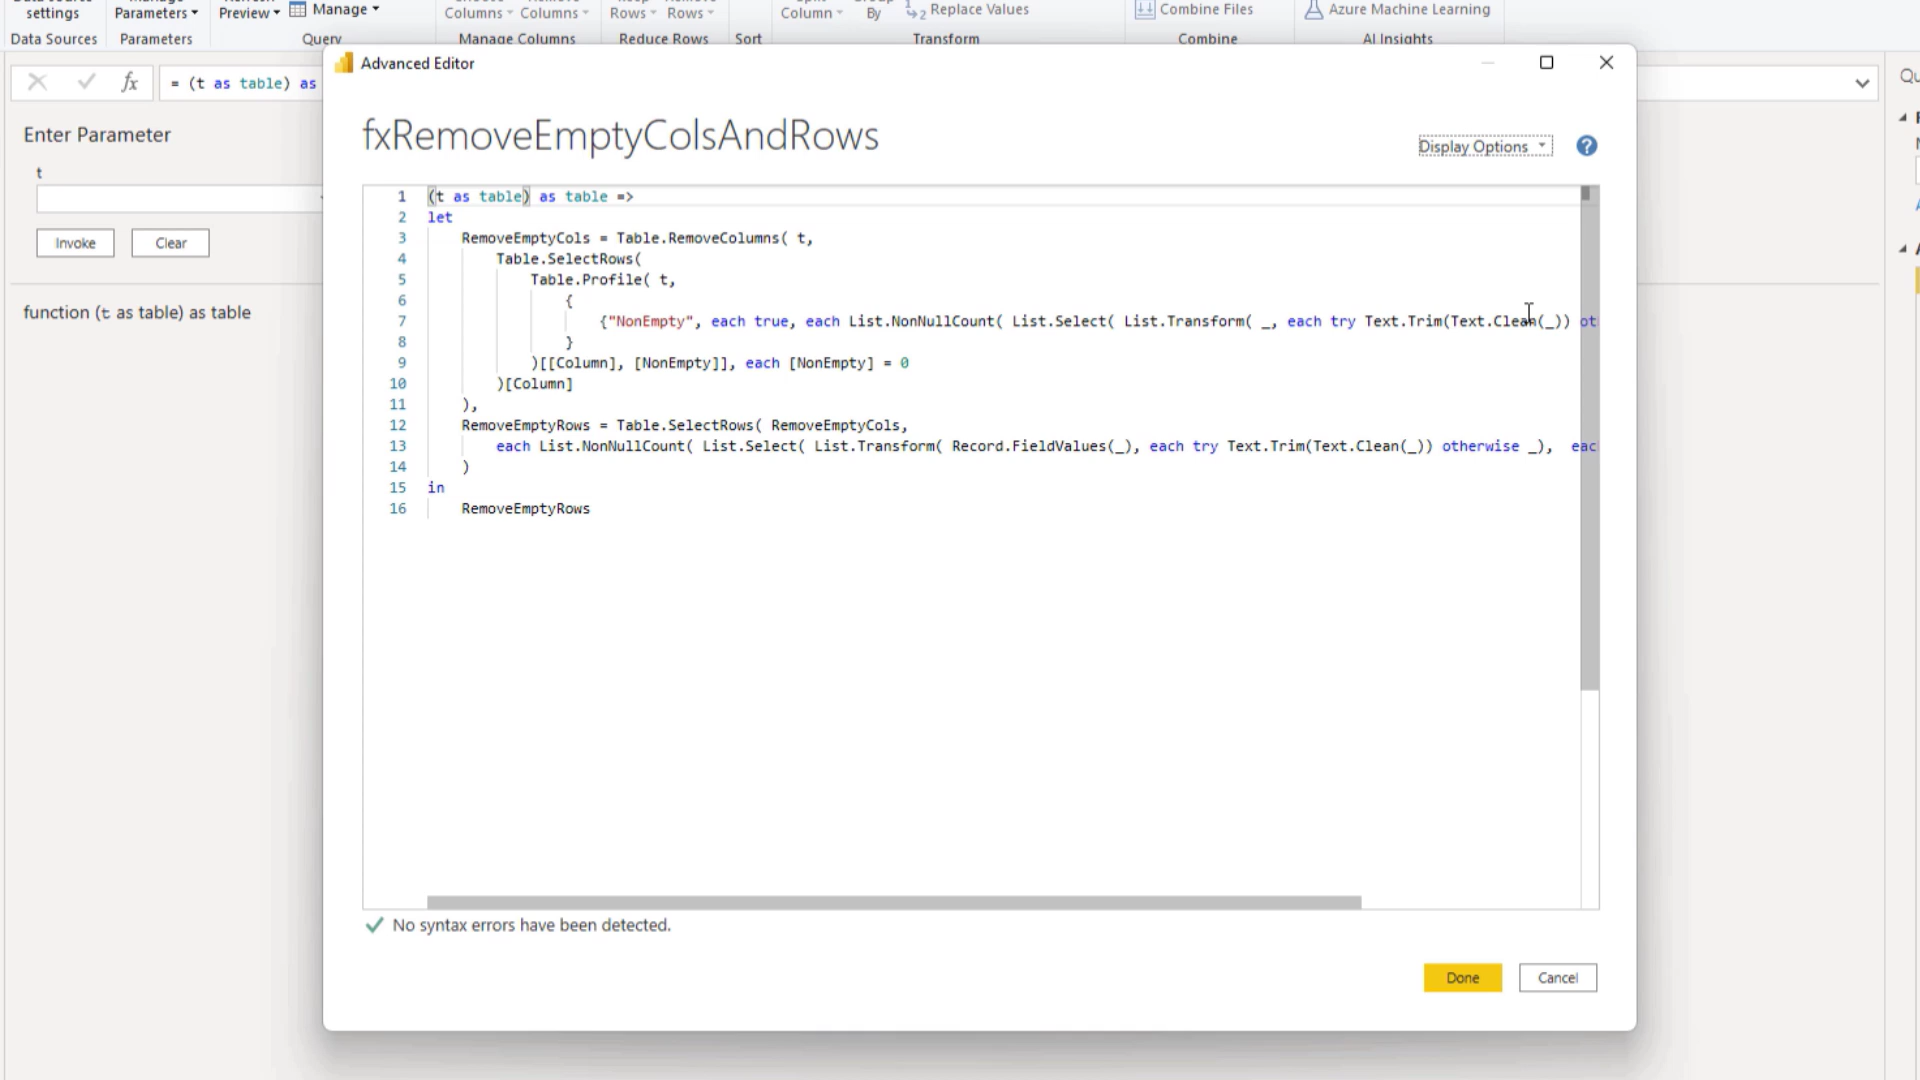 settings
Parameters
Preview
Manage
Columns Columns
Rows Rows
Column
By
Replace Values
Combine Files
Azure Machine Learning
Data Sources
Parameters
Query
Manage Columns
Reduce Rows
Sort
Transform
Combine
AI Insights
fx
= (t as table) as
Enter Parameter
t
Invoke
Clear
function (t as table) as table
Advanced Editor
fxRemoveEmptyColsAndRows
Display Options
?
1 (t as table) as table =>
2 let
3 RemoveEmptyCols = Table.RemoveColumns( t,
4 Table.SelectRows(
5 Table.Profile( t,
6 {
7 {"NonEmpty", each true, each List.NonNullCount( List.Select( List.Transform( _, each try Text.Trim(Text.Clean(_))
8 }
9 )[[Column], [NonEmpty]], each [NonEmpty] = 0
10 )[Column]
11 ),
12 RemoveEmptyRows = Table.SelectRows( RemoveEmptyCols,
13 each List.NonNullCount( List.Select( List.Transform( Record.FieldValues(_), each try Text.Trim(Text.Clean(_)) otherwise _),
14 )
15 in
16 RemoveEmptyRows
No syntax errors have been detected.
Done
Cancel